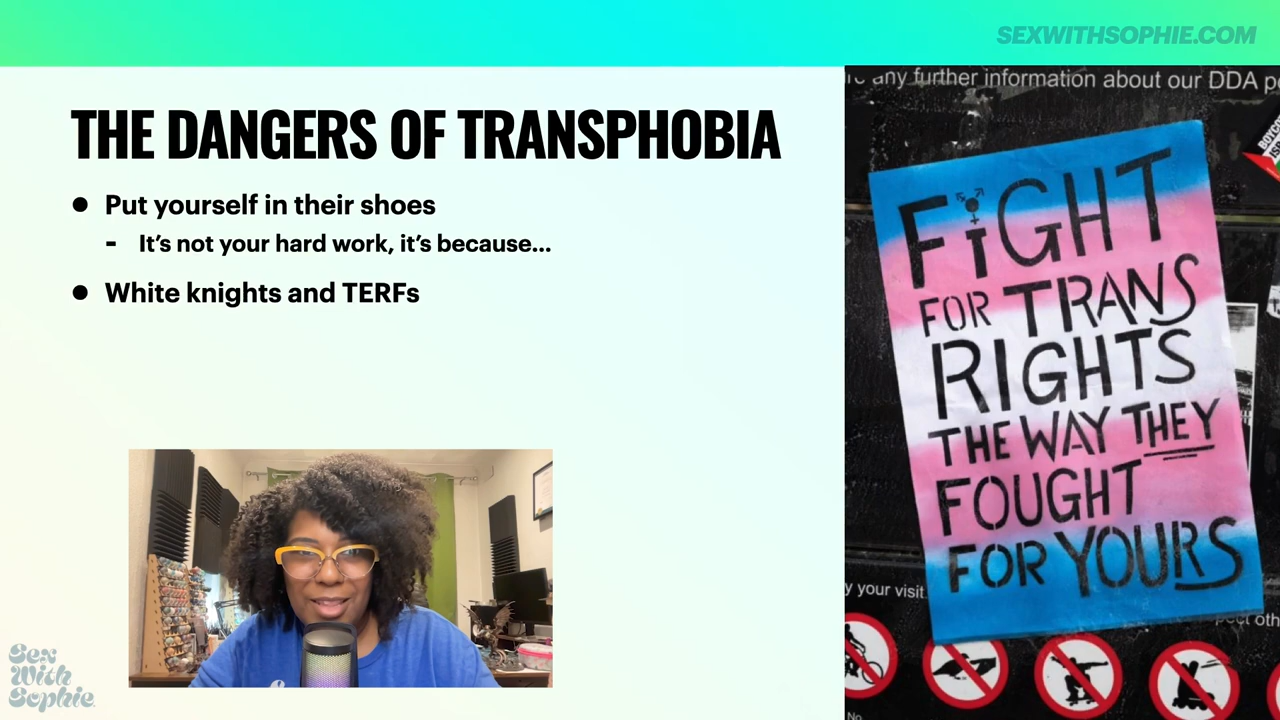 SEXWITHSOPHIE.COM
THE DANGERS OF TRANSPHOBIA
Put yourself in their shoes
- It's not your hard work, it's because...
White knights and TERFs
Sex
With
Sophie
any further information about our DDA
FiGHT
FOR TRANS
RIGHTS
THE WAY THEY
FOUGHT
FOR YOURS
your visit